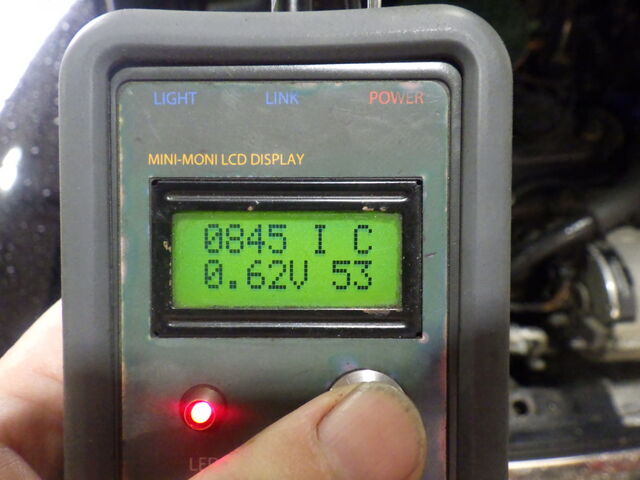 LIGHT LINK POWER
MINI-MONI LCD DISPLAY
0845 I C
0.62V 53